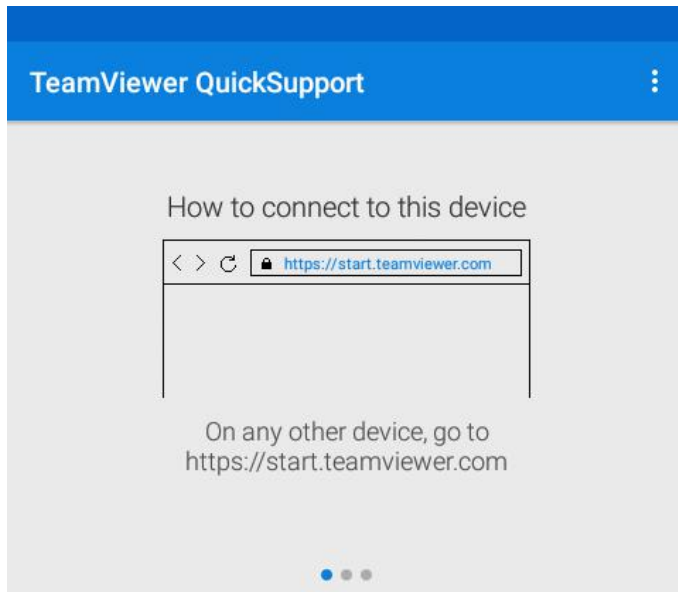 TeamViewer QuickSupport
How to connect to this device
https://start.teamviewer.com
On any other device, go to
https://start.teamviewer.com